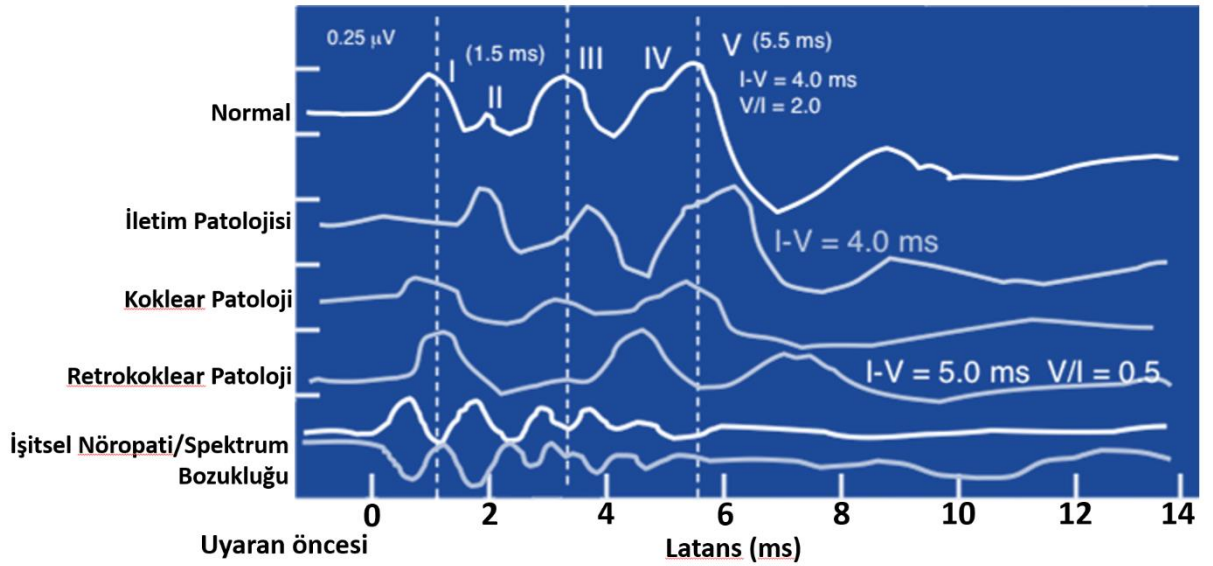 0.25 µV
I
(1.5 ms)
II
III
IV
V (5.5 ms)
I-V = 4.0 ms
V/I = 2.0
Normal
İletim Patolojisi
I-V = 4.0 ms
Koklear Patoloji
Retrokoklear Patoloji
I-V = 5.0 ms V/I = 0.5
İşitsel Nöropati/Spektrum
Bozukluğu
0 2 4 6 8 10 12 14
Uyaran öncesi
Latans (ms)